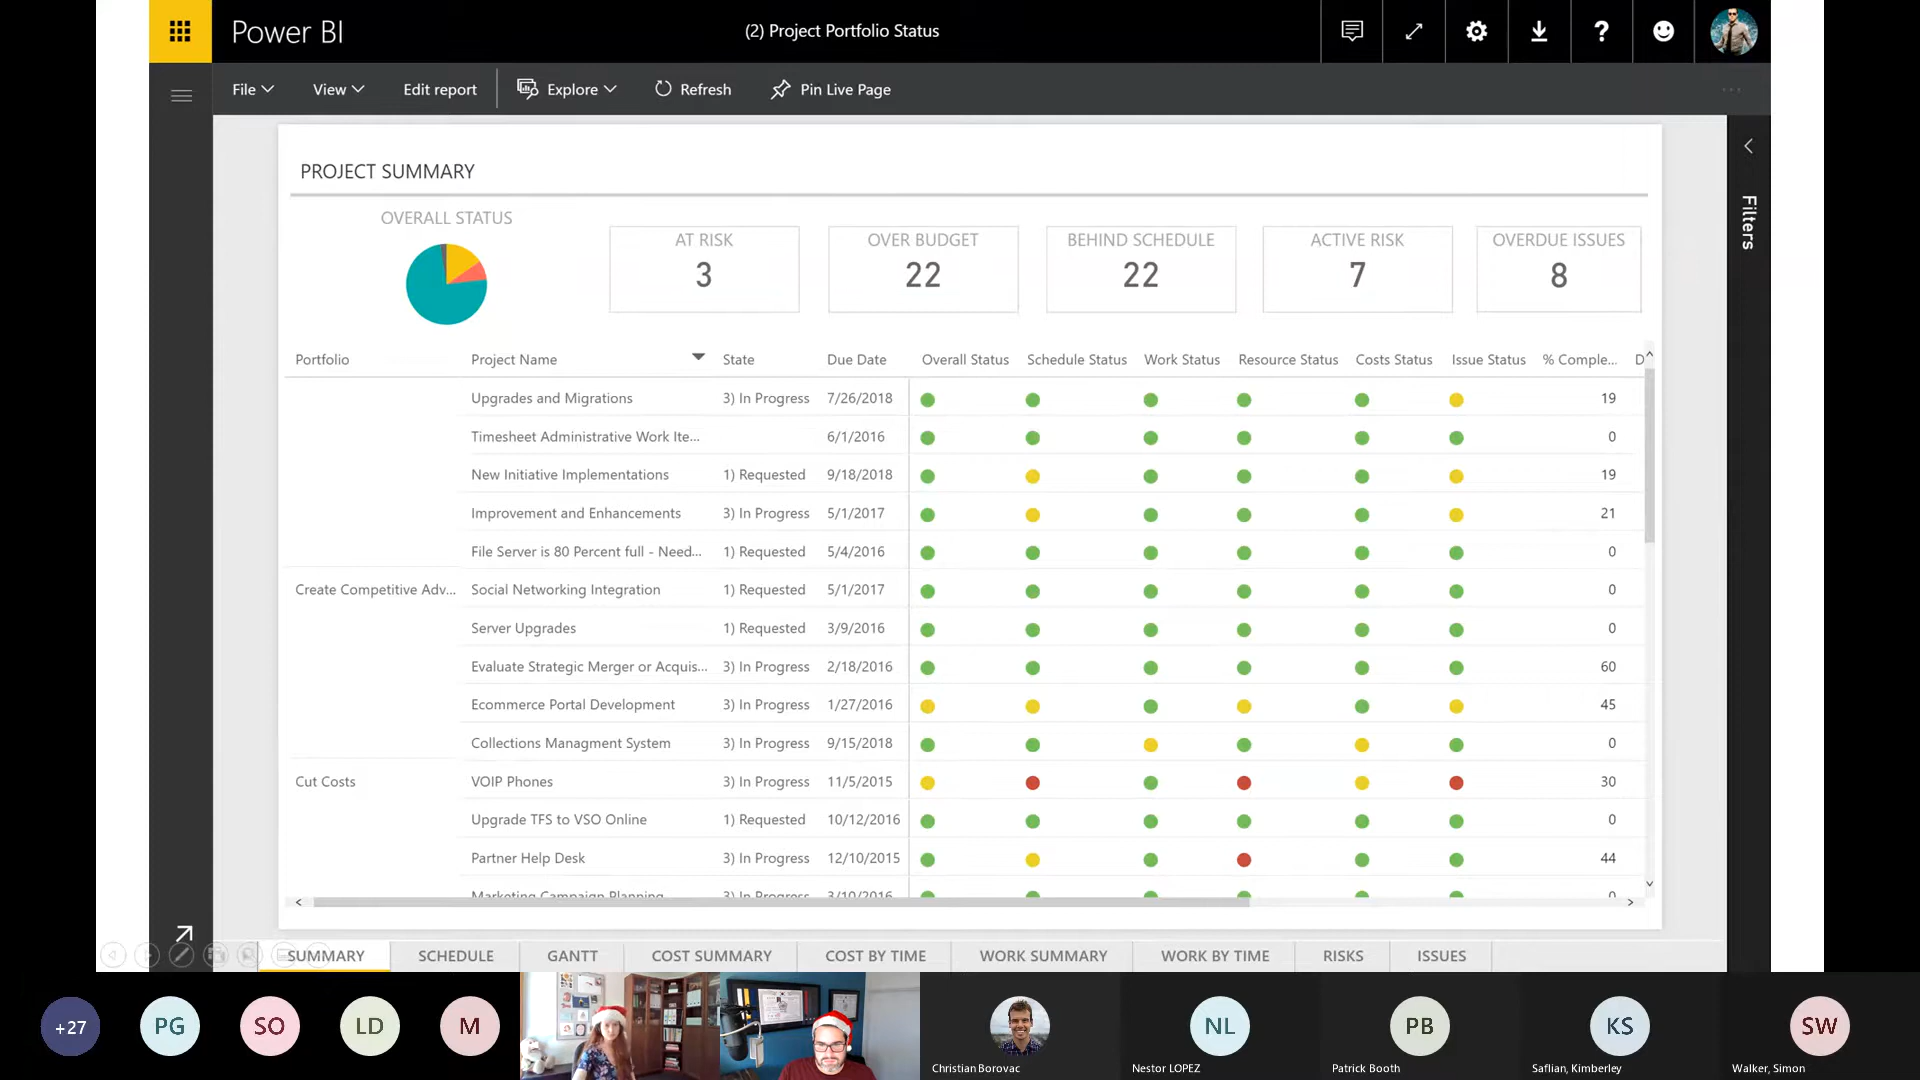 Power BI
(2) Project Portfolio Status
?
File
View
Edit report
Explore
Refresh
Pin Live Page
Filters
PROJECT SUMMARY
OVERALL STATUS
AT RISK
3
OVER BUDGET
22
BEHIND SCHEDULE
22
ACTIVE RISK
7
OVERDUE ISSUES
8
Portfolio Project Name State Due Date Overall Status Schedule Status Work Status Resource Status Costs Status Issue Status % Comple... D
Upgrades and Migrations 3) In Progress 7/26/2018 19
Timesheet Administrative Work Ite... 6/1/2016 0
New Initiative Implementations 1) Requested 9/18/2018 19
Improvement and Enhancements 3) In Progress 5/1/2017 21
File Server is 80 Percent full - Need... 1) Requested 5/4/2016 0
Create Competitive Adv... Social Networking Integration 1) Requested 5/1/2017 0
Server Upgrades 1) Requested 3/9/2016 0
Evaluate Strategic Merger or Acquis... 3) In Progress 2/18/2016 60
Ecommerce Portal Development 3) In Progress 1/27/2016 45
Collections Managment System 3) In Progress 9/15/2018 0
Cut Costs VOIP Phones 3) In Progress 11/5/2015 30
Upgrade TFS to VSO Online 1) Requested 10/12/2016 0
Partner Help Desk 3) In Progress 12/10/2015 44
Marketing Campaign Planning 3) In Progress 3/10/2016 0
SUMMARY SCHEDULE GANTT COST SUMMARY COST BY TIME WORK SUMMARY WORK BY TIME RISKS ISSUES
+27 PG SO LD M NL PB KS SW
Christian Borovac Nestor LOPEZ Patrick Booth Saflian, Kimberley Walker, Simon